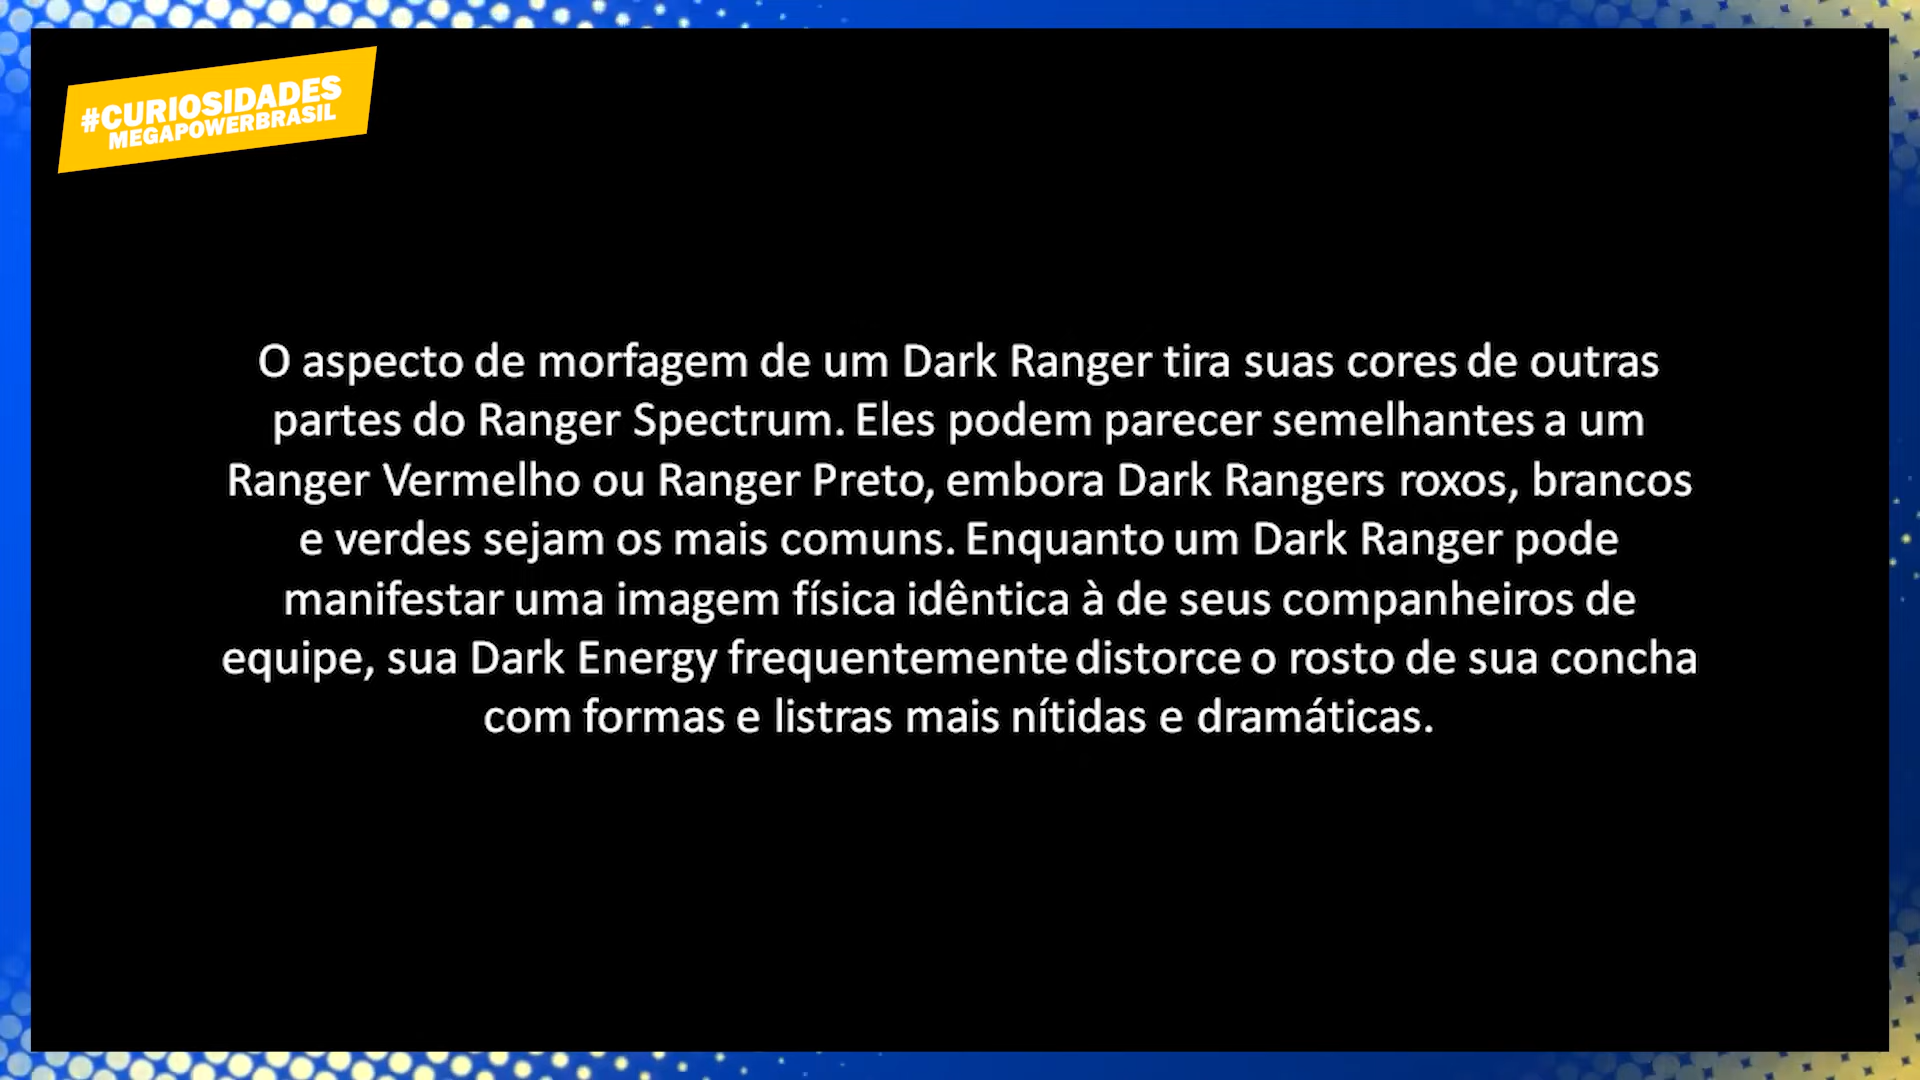 #CURIOSIDADES
MEGAPOWERBRASIL
O aspecto de morfagem de um Dark Ranger tira suas cores de outras
partes do Ranger Spectrum. Eles podem parecer semelhantes a um
Ranger Vermelho ou Ranger Preto, embora Dark Rangers roxos, brancos
e verdes sejam os mais comuns. Enquanto um Dark Ranger pode
manifestar uma imagem física idêntica à de seus companheiros de
equipe, sua Dark Energy frequentemente distorce o rosto de sua concha
com formas e listras mais nítidas e dramáticas.